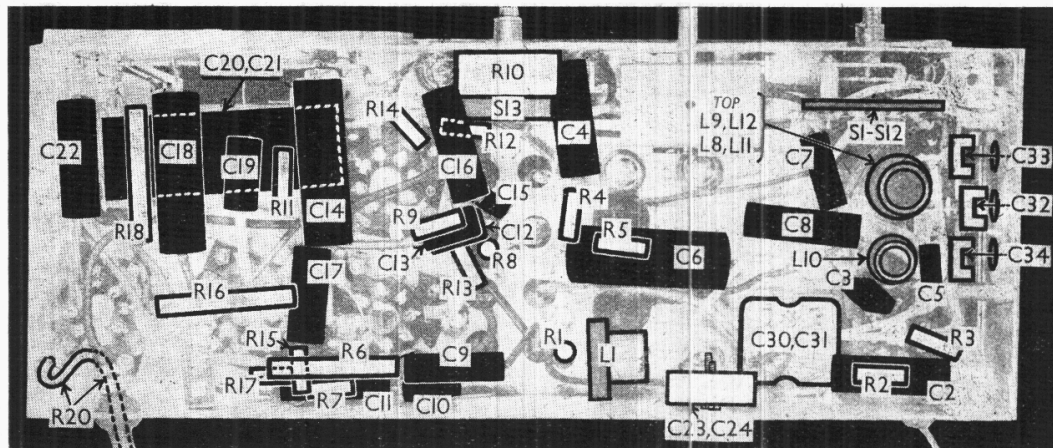 C20,C21
R10
S13
R14
R12
TOP
L9,L12
L8,L11
S1-S12
C22
C18
C19
R11
C14
C16
C4
C7
C33
C15
R4
R9
C12
C32
R18
R5
C8
C13
R8
C6
L10
C34
R13
C17
C3
C5
R16
R15
R6
C9
R1
L1
C30,C31
R3
R17
R7
C11
C10
R2
C2
R20
C23,C24